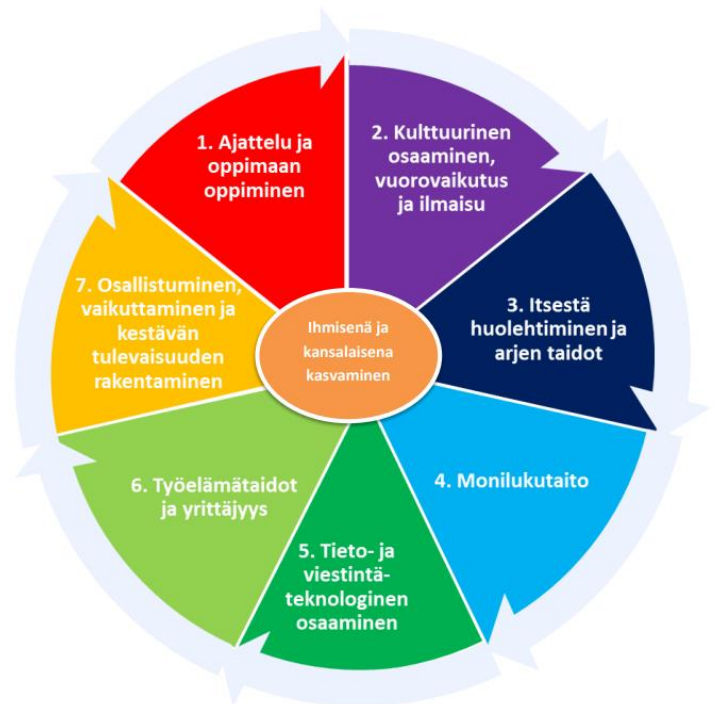 1. Ajattelu ja
oppimaan
oppiminen
2. Kulttuurinen
osaaminen,
vuorovaikutus
ja ilmaisu
3. Itsestä
huolehtiminen ja
arjen taidot
4. Monilukutaito
5. Tieto- ja
viestintä-
teknologinen
osaaminen
6. Työelämätaidot
ja yrittäjyys
7. Osallistuminen,
vaikuttaminen ja
kestävän
tulevaisuuden
rakentaminen
Ihmisenä ja
kansalaisena
kasvaminen